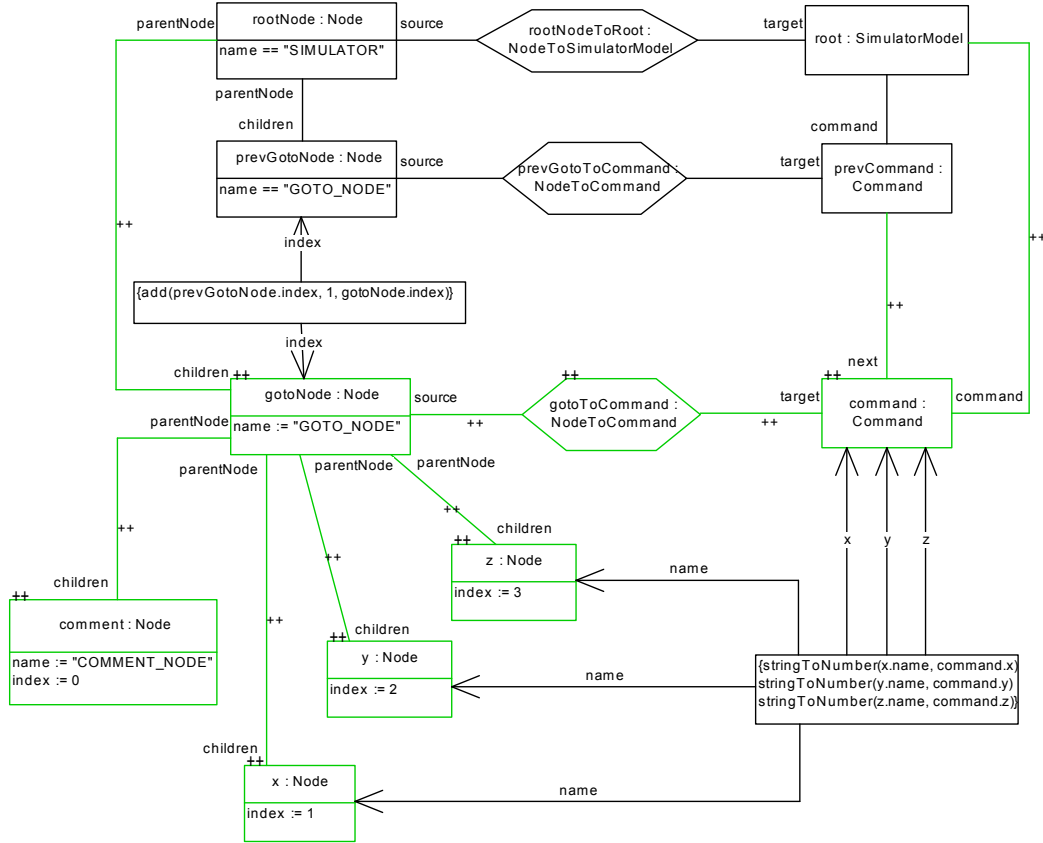 parentNode
rootNode : Node
source
rootNodeToRoot :
NodeToSimulatorModel
target
root : SimulatorModel
name == "SIMULATOR"
parentNode
children
command
prevGotoNode : Node
source
prevGotoToCommand :
NodeToCommand
target
prevCommand :
Command
name == "GOTO_NODE"
++
index
++
{add(prevGotoNode.index, 1, gotoNode.index)}
++
index
next
children
++
++
++
gotoNode : Node
source
gotoToCommand :
NodeToCommand
target
command :
Command
command
parentNode
name := "GOTO_NODE"
++
++
parentNode
parentNode
parentNode
++
++
children
++
x
y
z
++
z : Node
name
index := 3
children
++
comment : Node
++
children
++
name := "COMMENT_NODE"
index := 0
y : Node
name
index := 2
{stringToNumber(x.name, command.x)
stringToNumber(y.name, command.y)
stringToNumber(z.name, command.z)}
children
++
x : Node
name
index := 1